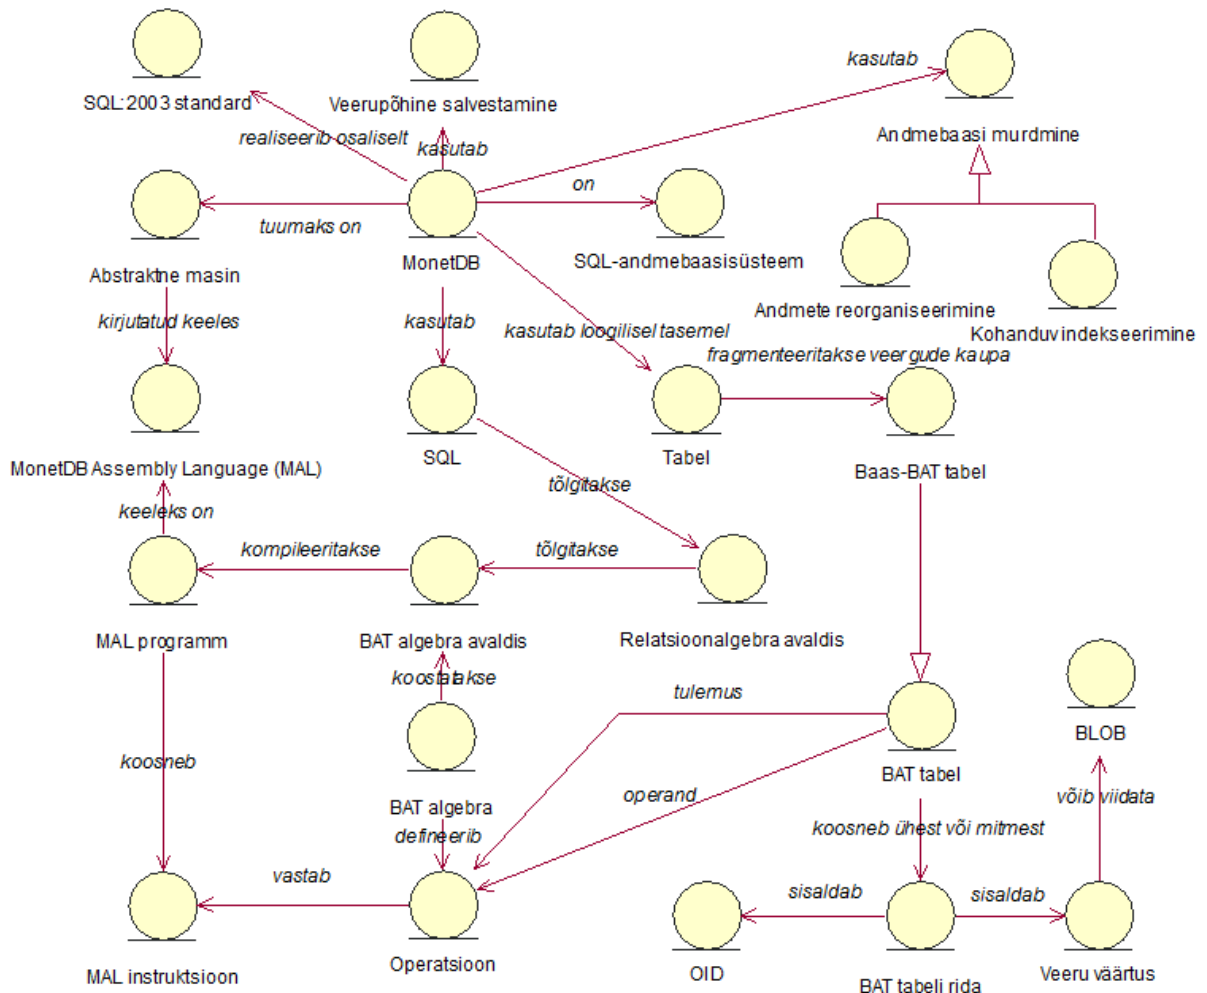 kasutab
SQL:2003 standard
Veerupõhine salvestamine
realiseerib osaliselt
kasutab
Andmebaasi murdmine
on
tuumaks on
MonetDB
SQL-andmebaasisüsteem
Abstraktne masin
Andmete reorganiseerimine
kirjutatud keeles
kasutab
kasutab loogilisel tasemel
Kohanduv indekseerimine
fragmenteeritakse veergude kaupa
SQL
Tabel
MonetDB Assembly Language (MAL)
Baas-BAT tabel
tõlgitakse
keeleks on
kompileeritakse
tõlgitakse
MAL programm
BAT algebra avaldis
Relatsioonalgebra avaldis
koostatakse
tulemus
BLOB
koosneb
BAT tabel
operand
võib viidata
BAT algebra
defineerib
koosneb ühest või mitmest
vastab
sisaldab
sisaldab
MAL instruktsioon
Operatsioon
OID
BAT tabeli rida
Veeru väärtus